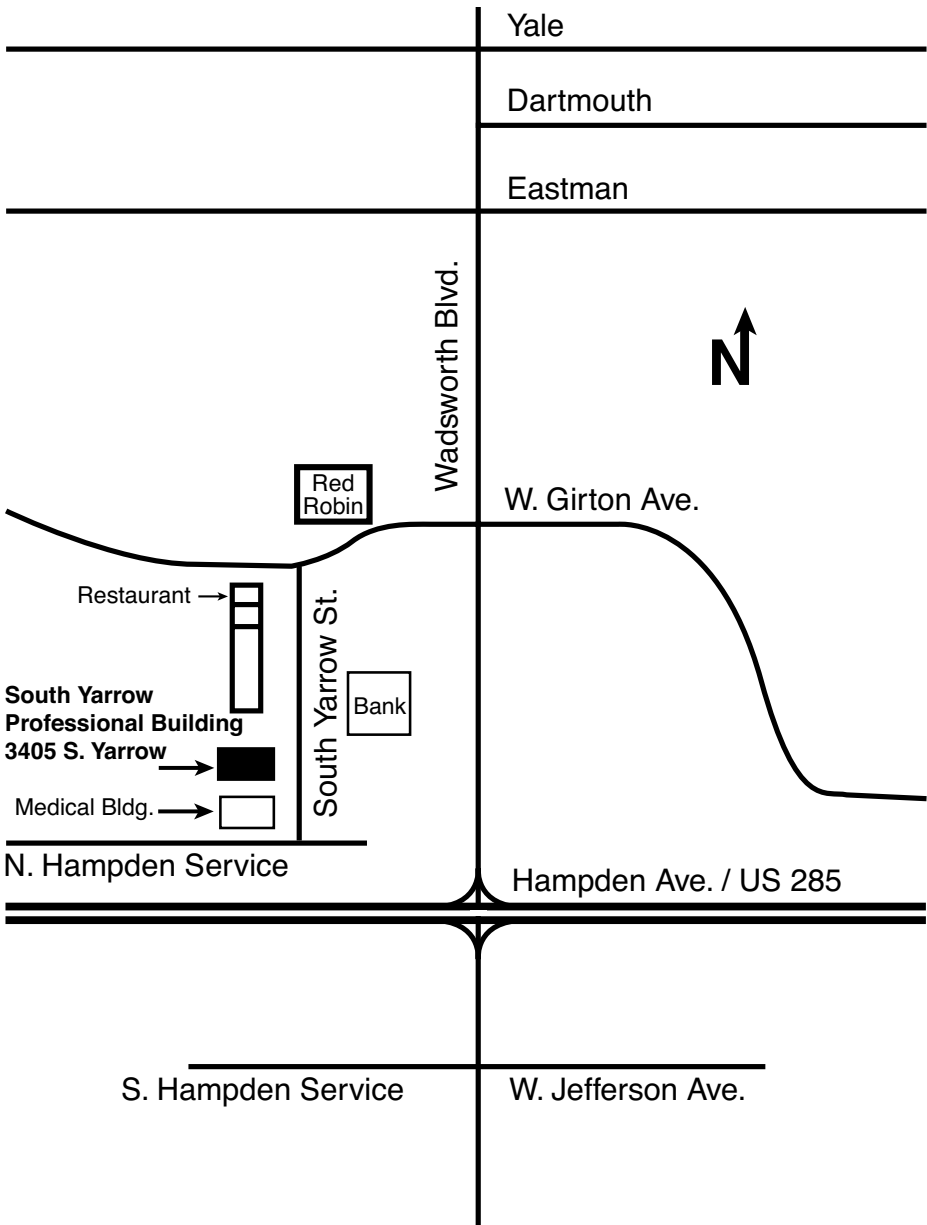 Yale
Dartmouth
Eastman
Wadsworth Blvd.
N
Red
Robin
W. Girton Ave.
Restaurant
South Yarrow St.
South Yarrow
Professional Building
3405 S. Yarrow
Bank
Medical Bldg.
N. Hampden Service
Hampden Ave. / US 285
S. Hampden Service
W. Jefferson Ave.